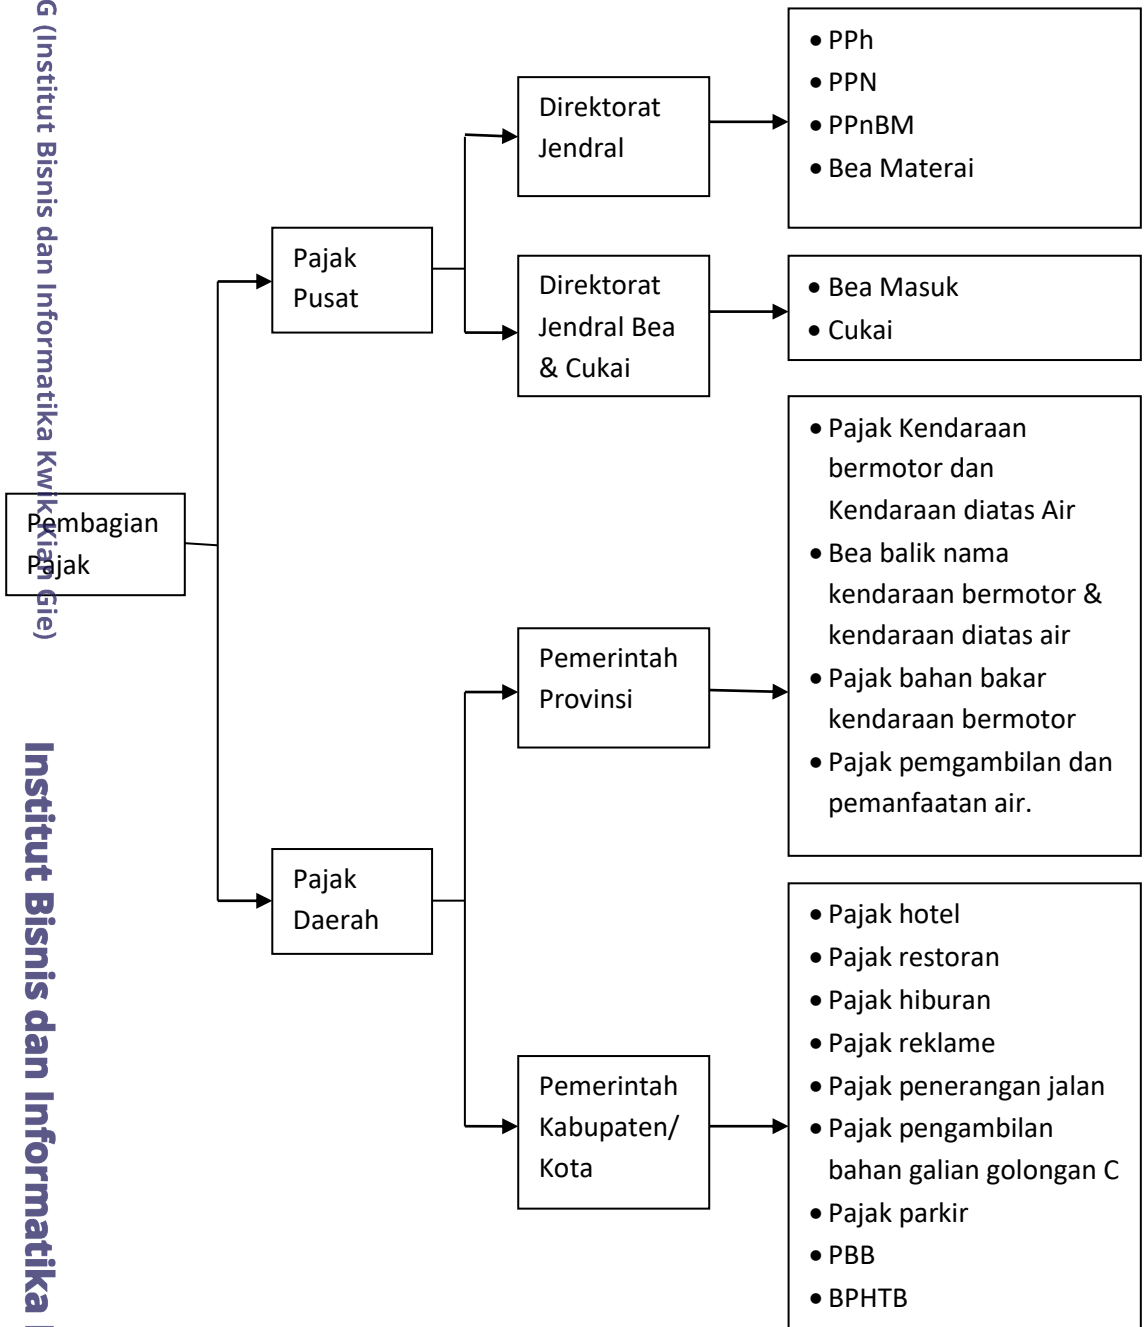 G (Institut Bisnis dan Informatika Kwik Kian Gie)
Institut Bisnis dan Informatika
Pembagian
Pajak
Pajak
Pusat
Direktorat
Jendral
• PPh
• PPN
• PPnBM
• Bea Materai
Direktorat
Jendral Bea
& Cukai
• Bea Masuk
• Cukai
Pajak
Daerah
Pemerintah
Provinsi
• Pajak Kendaraan
bermotor dan
Kendaraan diatas Air
• Bea balik nama
kendaraan bermotor &
kendaraan diatas air
• Pajak bahan bakar
kendaraan bermotor
• Pajak pemgambilan dan
pemanfaatan air.
Pemerintah
Kabupaten/
Kota
• Pajak hotel
• Pajak restoran
• Pajak hiburan
• Pajak reklame
• Pajak penerangan jalan
• Pajak pengambilan
bahan galian golongan C
• Pajak parkir
• PBB
• BPHTB